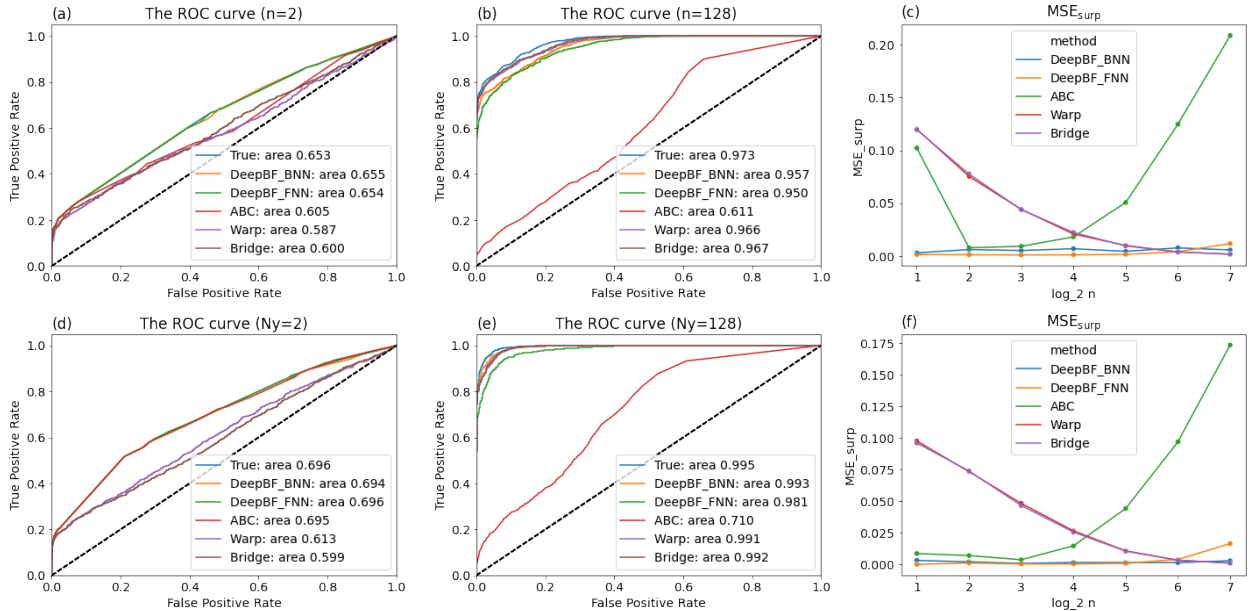 (a) The ROC curve (n=2)
True Positive Rate
1.0
0.8
0.6
0.4
0.2
0.0
True: area 0.653
DeepBF_BNN: area 0.655
DeepBF_FNN: area 0.654
ABC: area 0.605
Warp: area 0.587
Bridge: area 0.600
0.0 0.2 0.4 0.6 0.8 1.0
False Positive Rate
(b) The ROC curve (n=128)
True Positive Rate
1.0
0.8
0.6
0.4
0.2
0.0
True: area 0.973
DeepBF_BNN: area 0.957
DeepBF_FNN: area 0.950
ABC: area 0.611
Warp: area 0.966
Bridge: area 0.967
0.0 0.2 0.4 0.6 0.8 1.0
False Positive Rate
(c) MSEsurp
MSE_surp
0.20
0.15
0.10
0.05
0.00
method
DeepBF_BNN
DeepBF_FNN
ABC
Warp
Bridge
1 2 3 4 5 6 7
log_2 n
(d) The ROC curve (Ny=2)
True Positive Rate
1.0
0.8
0.6
0.4
0.2
0.0
True: area 0.696
DeepBF_BNN: area 0.694
DeepBF_FNN: area 0.696
ABC: area 0.695
Warp: area 0.613
Bridge: area 0.599
0.0 0.2 0.4 0.6 0.8 1.0
False Positive Rate
(e) The ROC curve (Ny=128)
True Positive Rate
1.0
0.8
0.6
0.4
0.2
0.0
True: area 0.995
DeepBF_BNN: area 0.993
DeepBF_FNN: area 0.981
ABC: area 0.710
Warp: area 0.991
Bridge: area 0.992
0.0 0.2 0.4 0.6 0.8 1.0
False Positive Rate
(f) MSEsurp
MSE_surp
0.175
0.150
0.125
0.100
0.075
0.050
0.025
0.000
method
DeepBF_BNN
DeepBF_FNN
ABC
Warp
Bridge
1 2 3 4 5 6 7
log_2 n